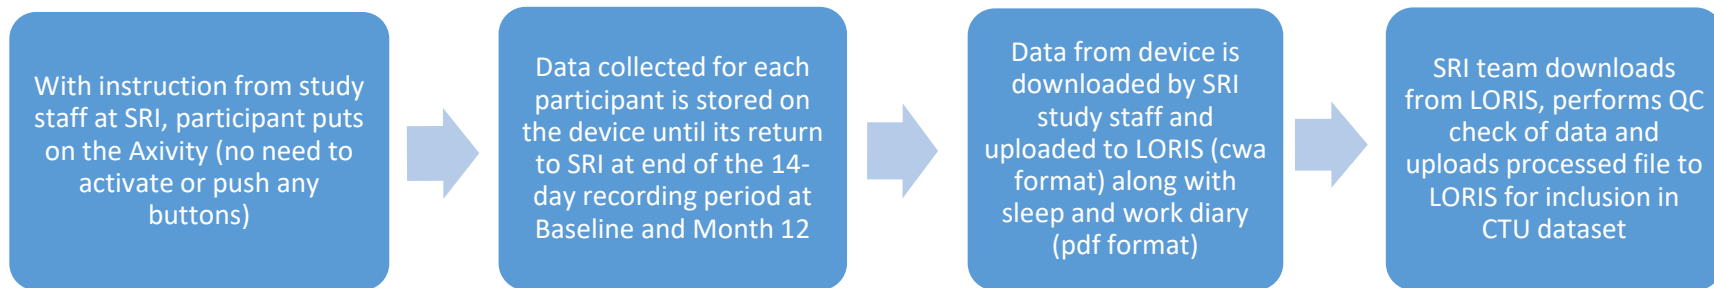 With instruction from study
staff at SRI, participant puts
on the Axivity (no need to
activate or push any
buttons)
Data collected for each
participant is stored on
the device until its return
to SRI at end of the 14-
day recording period at
Baseline and Month 12
Data from device is
downloaded by SRI
study staff and
uploaded to LORIS (cwa
format) along with
sleep and work diary
(pdf format)
SRI team downloads
from LORIS, performs QC
check of data and
uploads processed file to
LORIS for inclusion in
CTU dataset